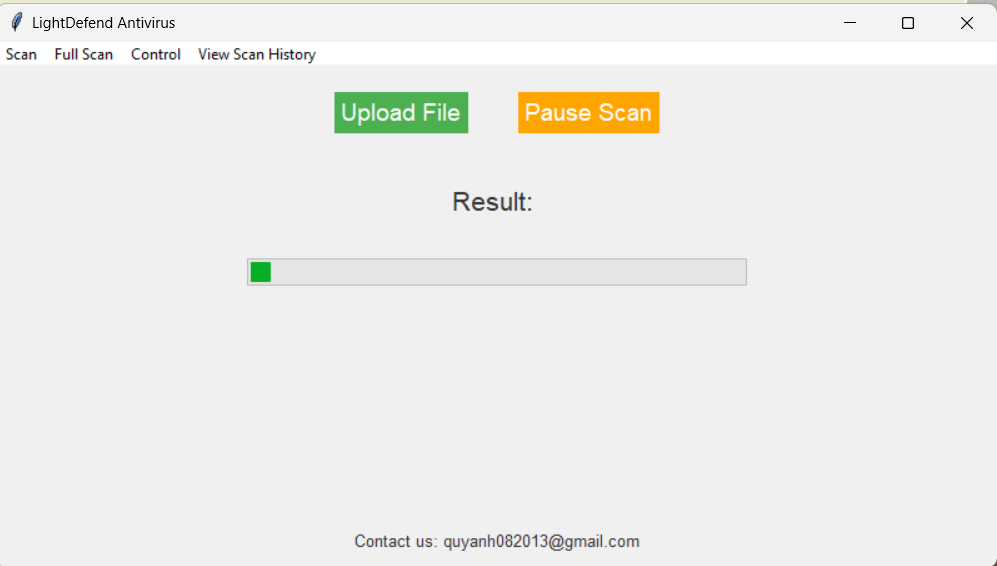 LightDefend Antivirus
Scan Full Scan Control View Scan History
Upload File Pause Scan
Result:
Contact us: quyanh082013@gmail.com